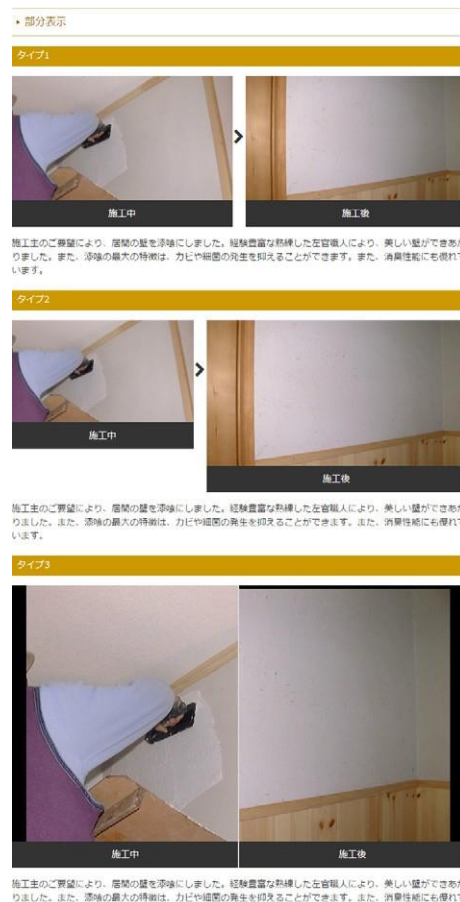 部分表示
タイプ1
施工中
施工後
施工主のご要望により、居間の壁を漆喰にしました。経験豊富な熟練した左官職人により、美しい壁ができあが
りました。また、漆喰の最大の特徴は、カビや細菌の発生を抑えることができます。また、消臭性能にも優れて
います。
タイプ2
施工中
施工後
施工主のご要望により、居間の壁を漆喰にしました。経験豊富な熟練した左官職人により、美しい壁ができあが
りました。また、漆喰の最大の特徴は、カビや細菌の発生を抑えることができます。また、消臭性能にも優れて
います。
タイプ3
施工中
施工後
施工主のご要望により、居間の壁を漆喰にしました。経験豊富な熟練した左官職人により、美しい壁ができあが
りました。また、漆喰の最大の特徴は、カビや細菌の発生を抑えることができます。また、消臭性能にも優れて